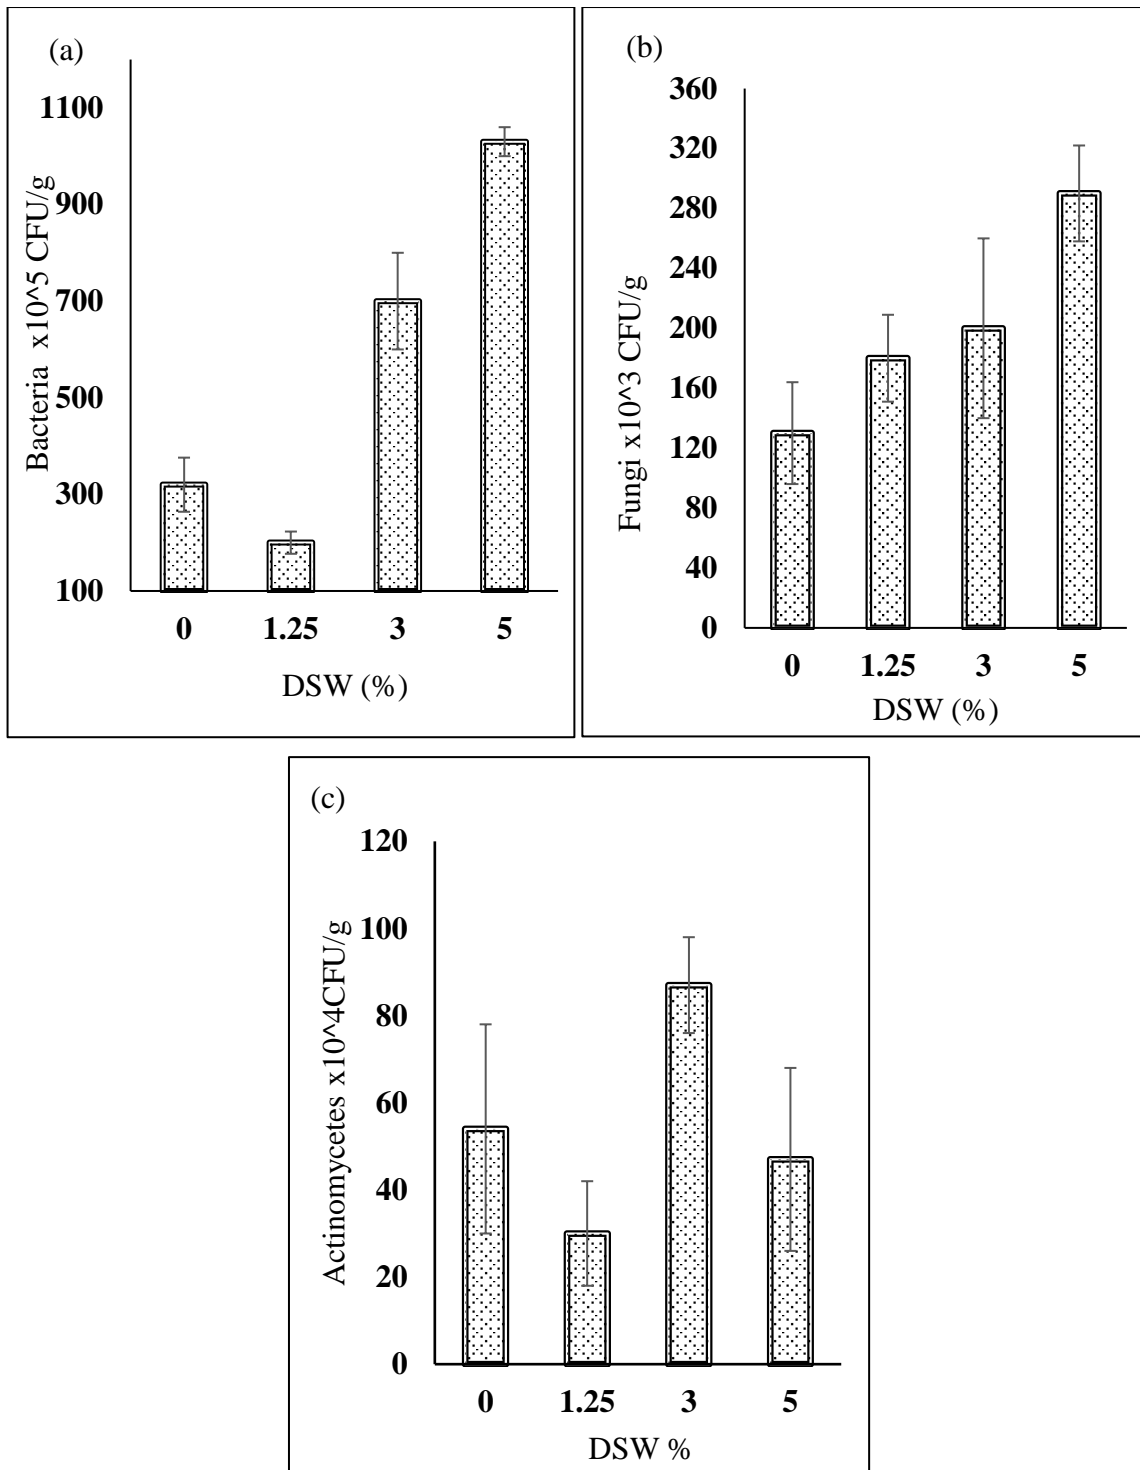 (a)
1100
900
700
500
300
100
Bacteria x10^5 CFU/g
0 1.25 3 5
DSW (%)
(b)
360
320
280
240
200
160
120
80
40
0
Fungi x10^3 CFU/g
0 1.25 3 5
DSW (%)
(c)
120
100
80
60
40
20
0
Actinomycetes x10^4CFU/g
0 1.25 3 5
DSW %